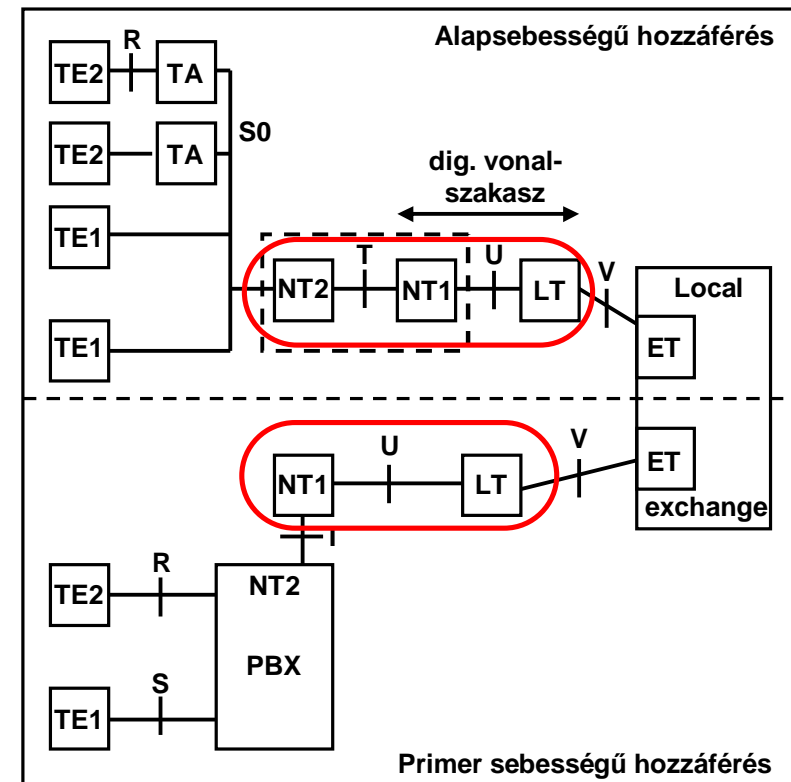 Alapsebességű hozzáférés
R
TE2
TA
S0
TE2
TA
dig. vonal-
szakasz
TE1
T
U
V
NT2
NT1
LT
Local
TE1
ET
U
V
ET
NT1
LT
exchange
R
TE2
NT2
PBX
S
TE1
Primer sebességű hozzáférés